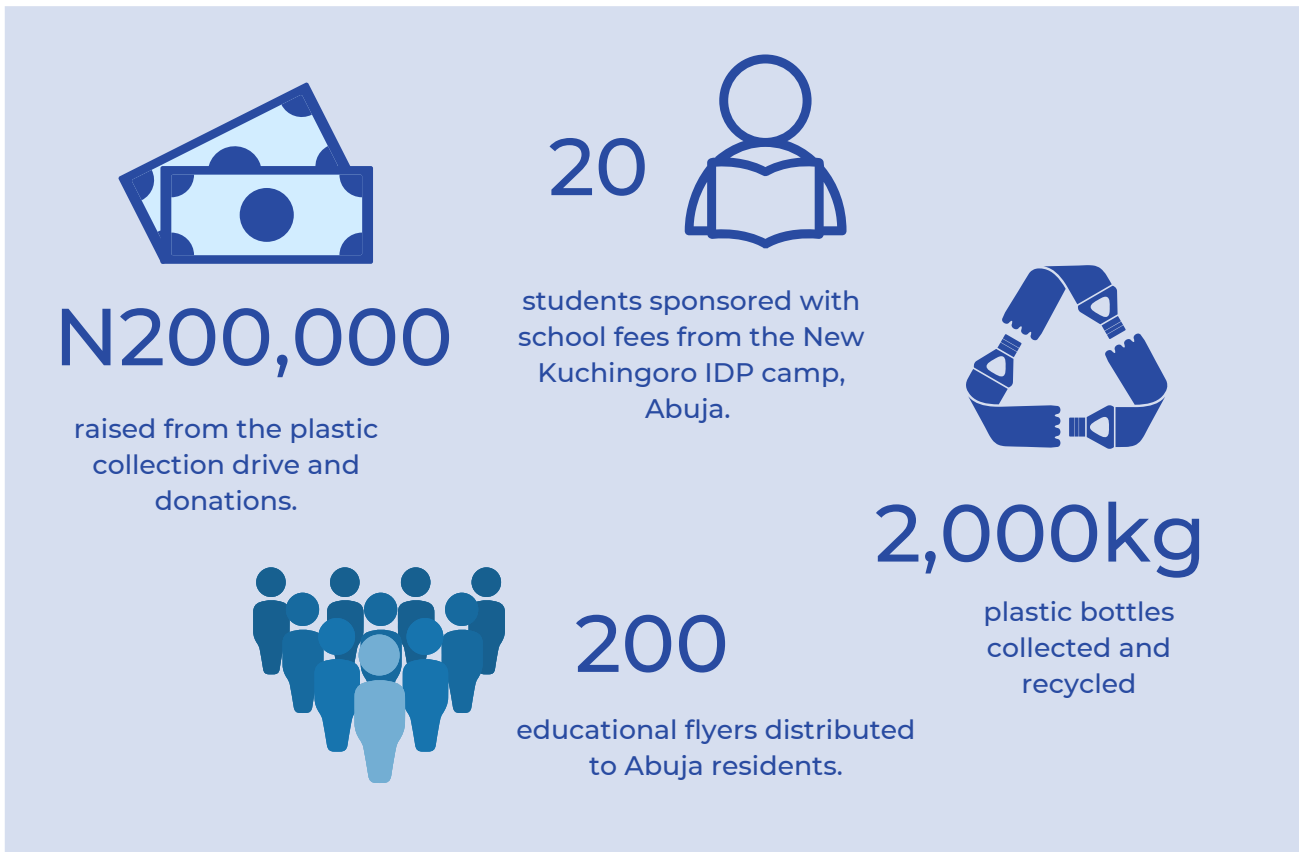 N200,000
raised from the plastic
collection drive and
donations.
20
students sponsored with
school fees from the New
Kuchingoro IDP camp,
Abuja.
2,000kg
plastic bottles
collected and
recycled
200
educational flyers distributed
to Abuja residents.